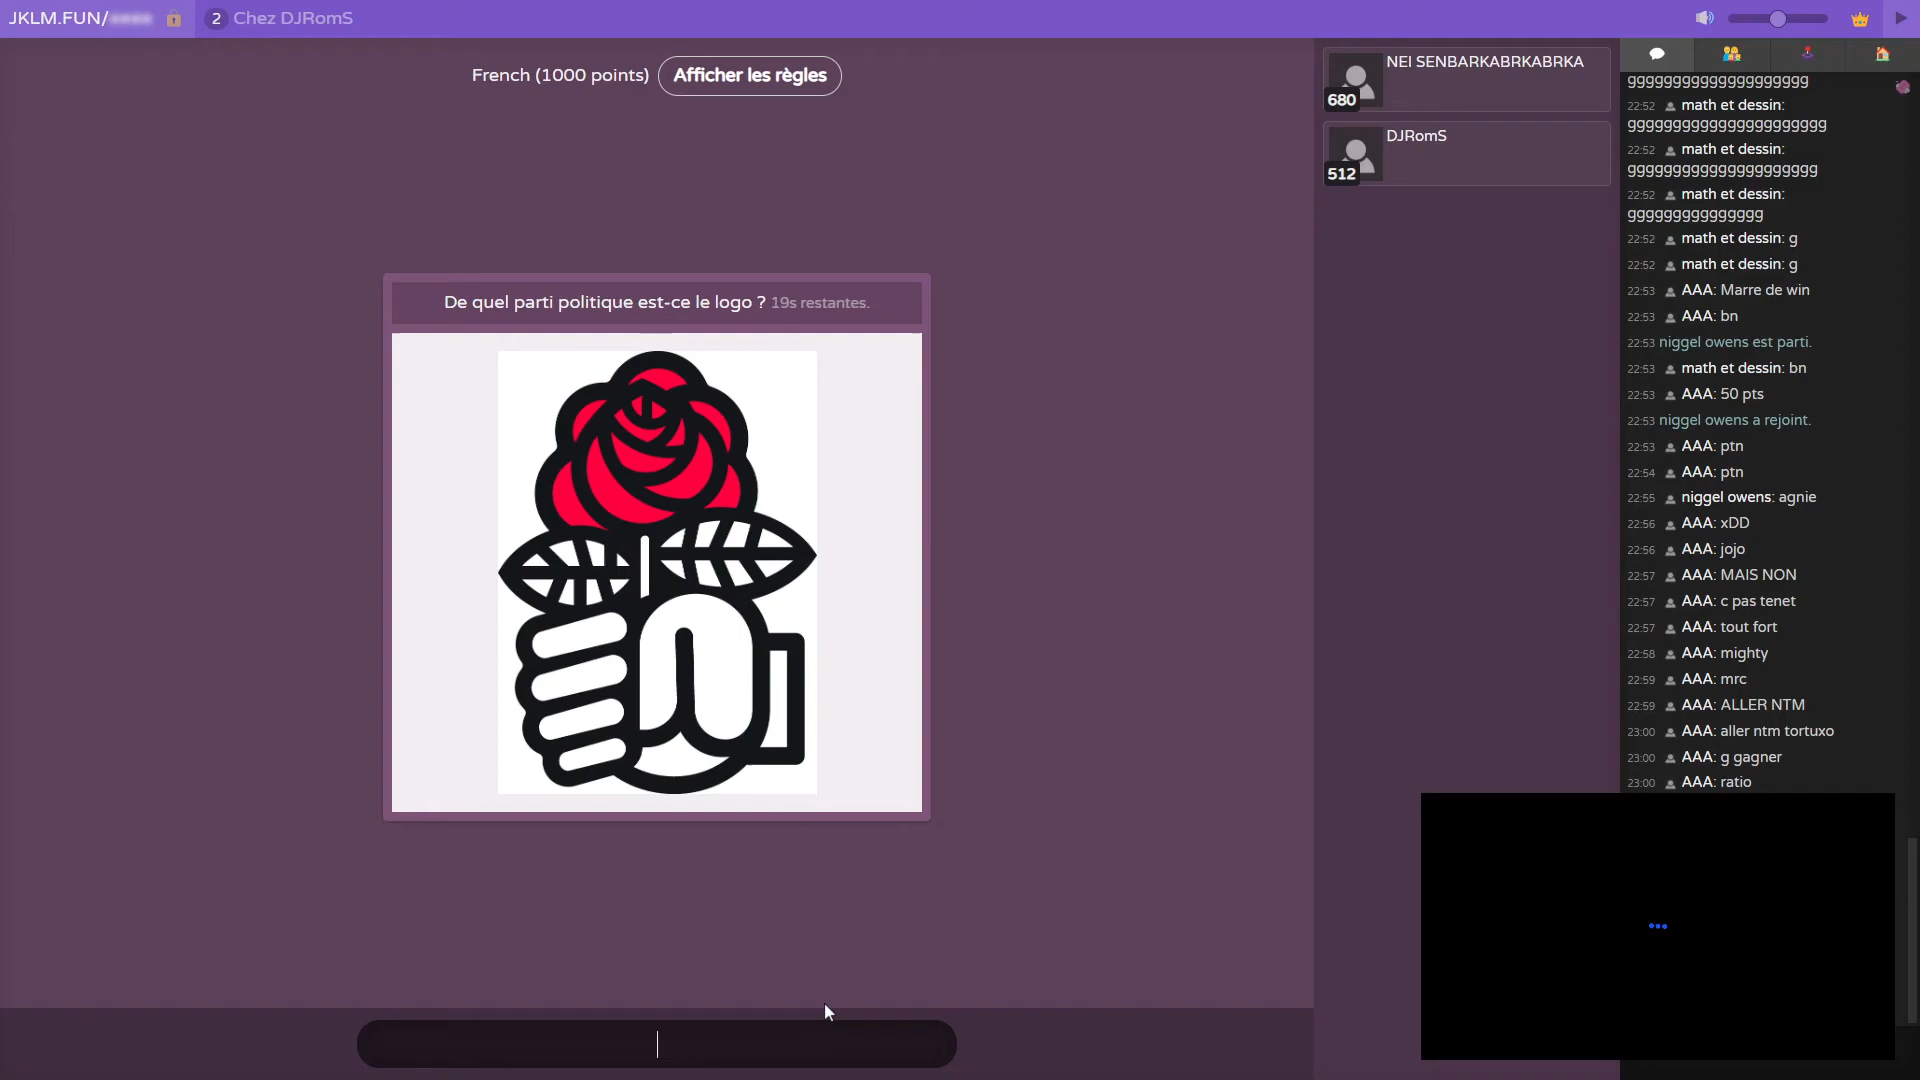 JKLM.FUN/
2 Chez DJRomS
French (1000 points) Afficher les règles
De quel parti politique est-ce le logo ? 19s restantes.
NEI SENBARKABRKABRKA
680
DJRomS
512
gggggggggggggggggggg
22:52 math et dessin:
gggggggggggggggggggggg
22:52 math et dessin:
ggggggggggggggggggggg
22:52 math et dessin:
ggggggggggggggg
22:52 math et dessin: g
22:52 math et dessin: g
22:53 AAA: Marre de win
22:53 AAA: bn
22:53 niggel owens est parti.
22:53 math et dessin: bn
22:53 AAA: 50 pts
22:53 niggel owens a rejoint.
22:53 AAA: ptn
22:54 AAA: ptn
22:55 niggel owens: agnie
22:56 AAA: xDD
22:56 AAA: jojo
22:57 AAA: MAIS NON
22:57 AAA: c pas tenet
22:57 AAA: tout fort
22:58 AAA: mighty
22:59 AAA: mrc
22:59 AAA: ALLER NTM
23:00 AAA: aller ntm tortuxo
23:00 AAA: g gagner
23:00 AAA: ratio